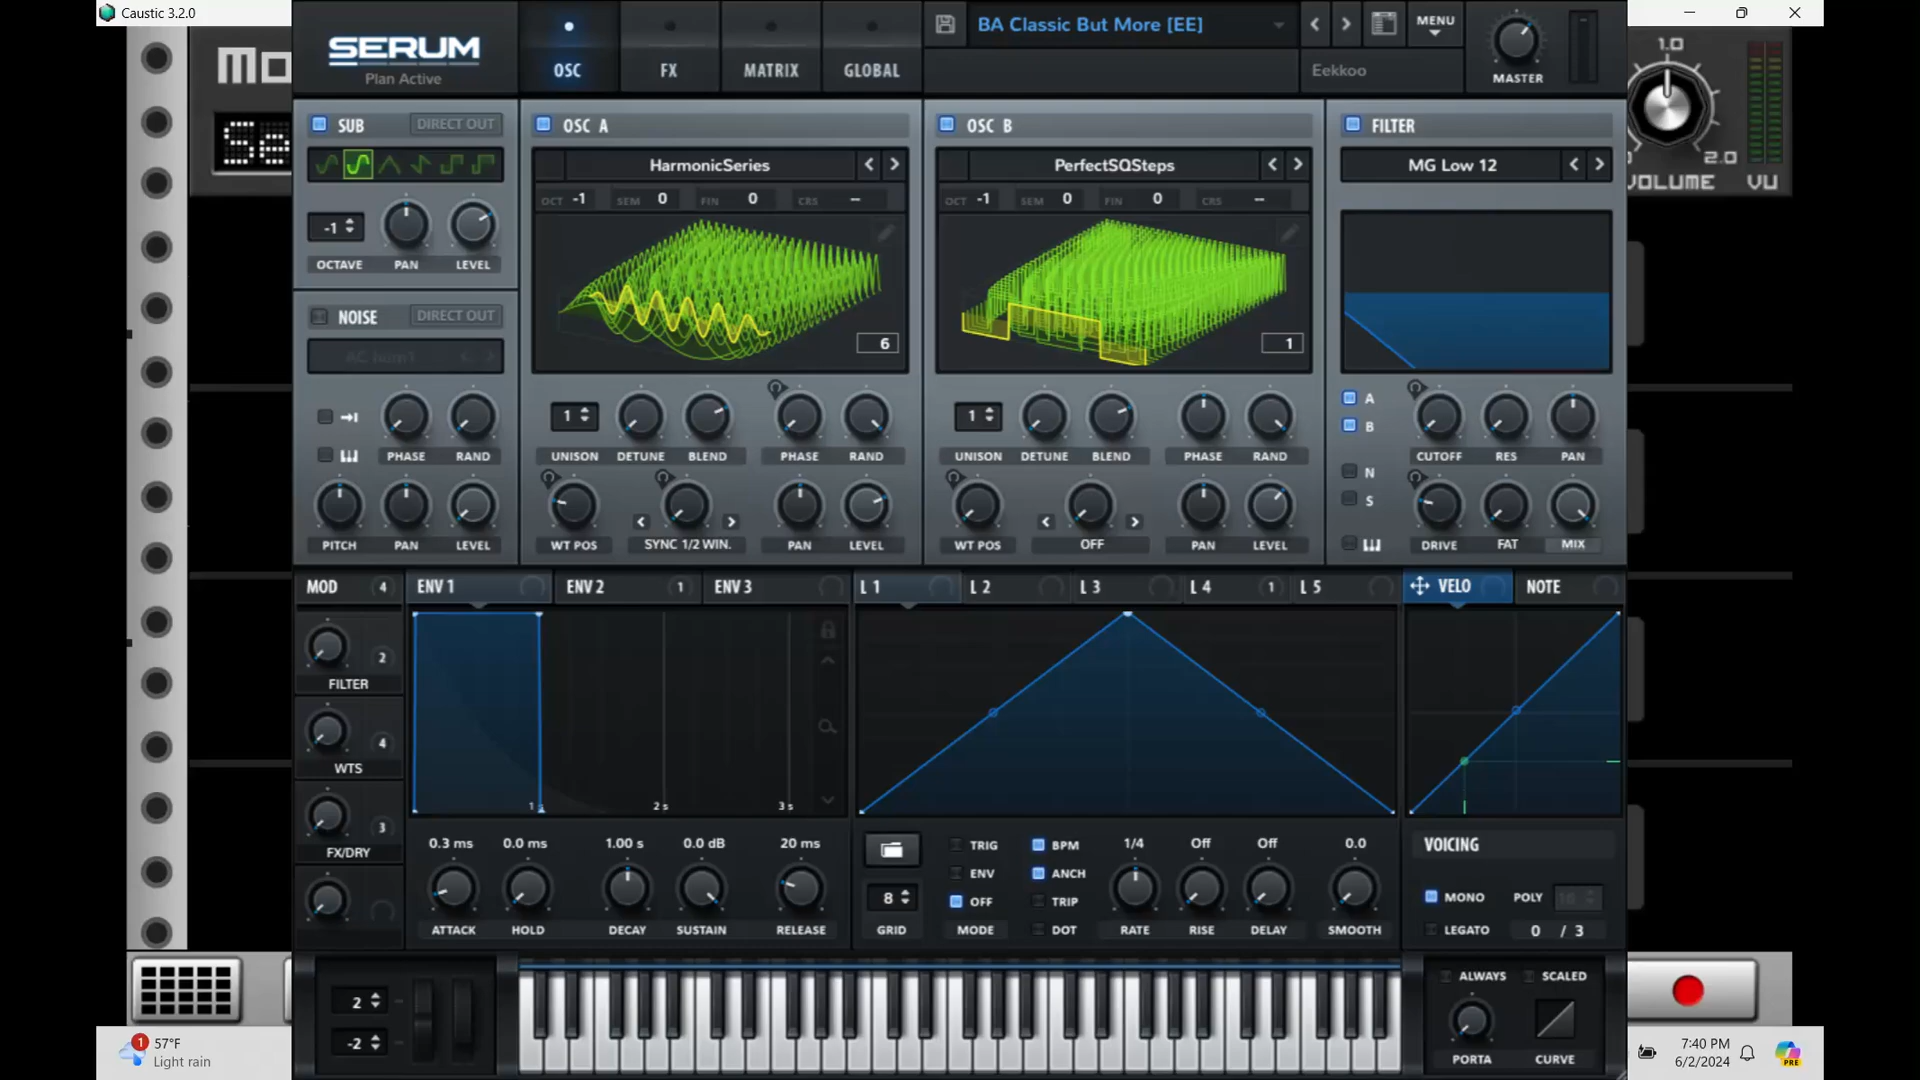 Caustic 3.2.0
SERUM
Plan Active
OSC
FX
MATRIX
GLOBAL
BA Classic But More [EE]
MENU
Eekkoo
MASTER
1.0
2.0
VOLUME
VU
SUB
DIRECT OUT
-1
OCTAVE
PAN
LEVEL
NOISE
DIRECT OUT
AC hum1
PHASE
RAND
PITCH
PAN
LEVEL
OSC A
HarmonicSeries
OCT -1
SEM 0
FIN 0
CRS --
6
1
UNISON
DETUNE
BLEND
PHASE
RAND
WT POS
SYNC 1/2 WIN.
PAN
LEVEL
OSC B
PerfectSQSteps
OCT -1
SEM 0
FIN 0
CRS --
1
1
UNISON
DETUNE
BLEND
PHASE
RAND
WT POS
OFF
PAN
LEVEL
FILTER
MG Low 12
A
B
N
S
CUTOFF
RES
PAN
DRIVE
FAT
MIX
MOD 4
ENV 1
ENV 2 1
ENV 3
L 1
L 2
L 3
L 4 1
L 5
VELO
NOTE
2
FILTER
4
WTS
3
FX/DRY
1 s
2 s
3 s
0.3 ms
0.0 ms
1.00 s
0.0 dB
20 ms
ATTACK
HOLD
DECAY
SUSTAIN
RELEASE
8
GRID
TRIG
ENV
OFF
MODE
BPM
ANCH
TRIP
DOT
1/4
Off
Off
0.0
RATE
RISE
DELAY
SMOOTH
VOICING
MONO
POLY
16
LEGATO
0 / 3
2
-2
ALWAYS
SCALED
PORTA
CURVE
1
57°F
Light rain
7:40 PM
6/2/2024
PRE